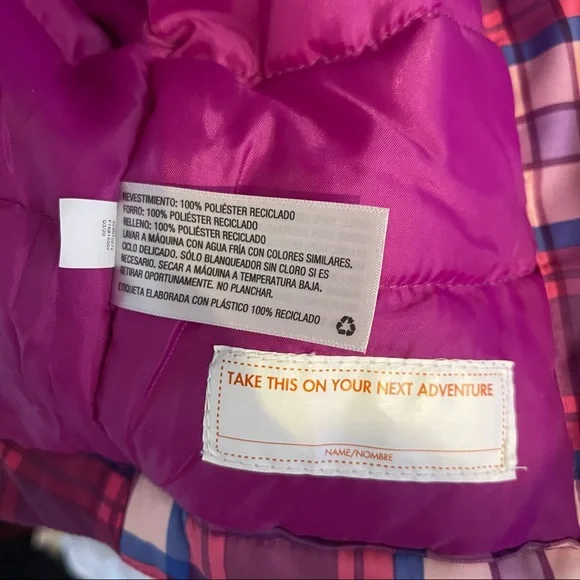 REVESTIMIENTO: 100% POLIÉSTER RECICLADO
FORRO: 100% POLIÉSTER RECICLADO
RELLENO: 100% POLIÉSTER RECICLADO
LAVAR A MÁQUINA CON AGUA FRÍA CON COLORES SIMILARES.
CICLO DELICADO, SÓLO BLANQUEADOR SIN CLORO SI ES
NECESARIO. SECAR A MÁQUINA A TEMPERATURA BAJA.
RETIRAR OPORTUNAMENTE. NO PLANCHAR.
ETIQUETA ELABORADA CON PLÁSTICO 100% RECICLADO
TAKE THIS ON YOUR NEXT ADVENTURE
NAME/NOMBRE